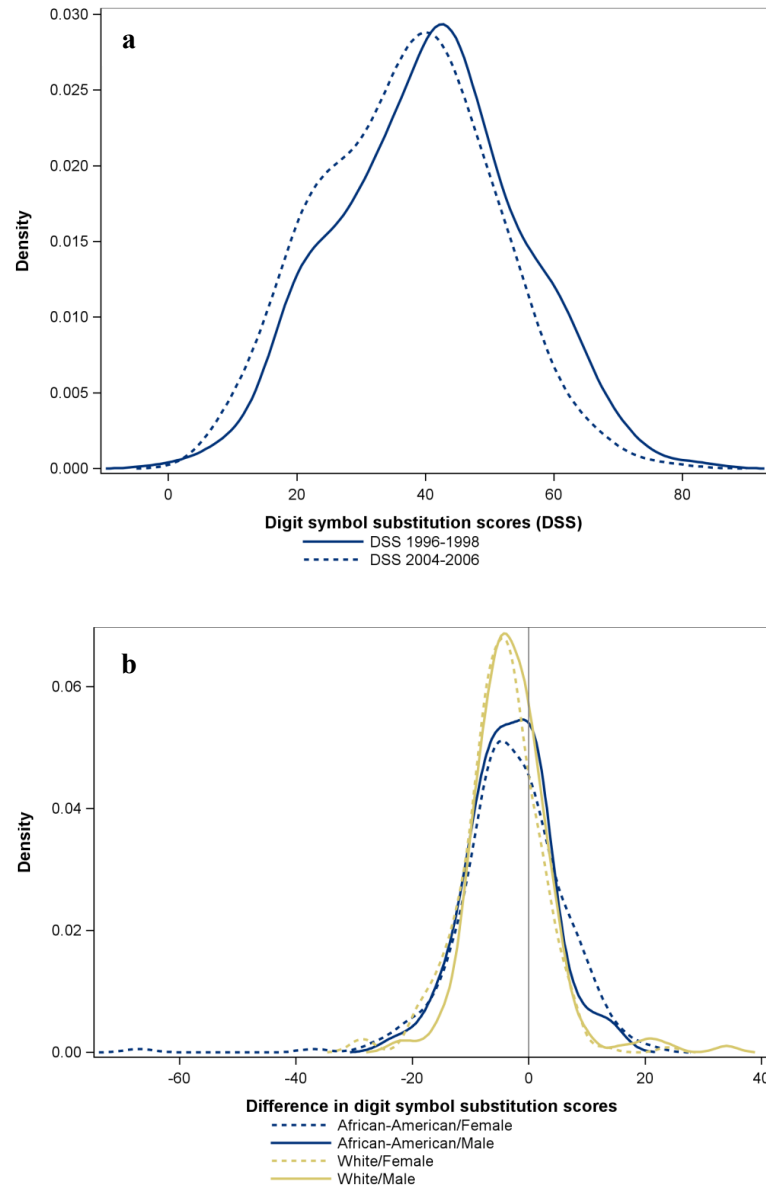 a
0.030
0.025
0.020
0.015
0.010
0.005
0.000
Density
0
20
40
60
80
Digit symbol substitution scores (DSS)
DSS 1996-1998
DSS 2004-2006
b
0.06
0.04
0.02
0.00
Density
-60
-40
-20
0
20
40
Difference in digit symbol substitution scores
African-American/Female
African-American/Male
White/Female
White/Male